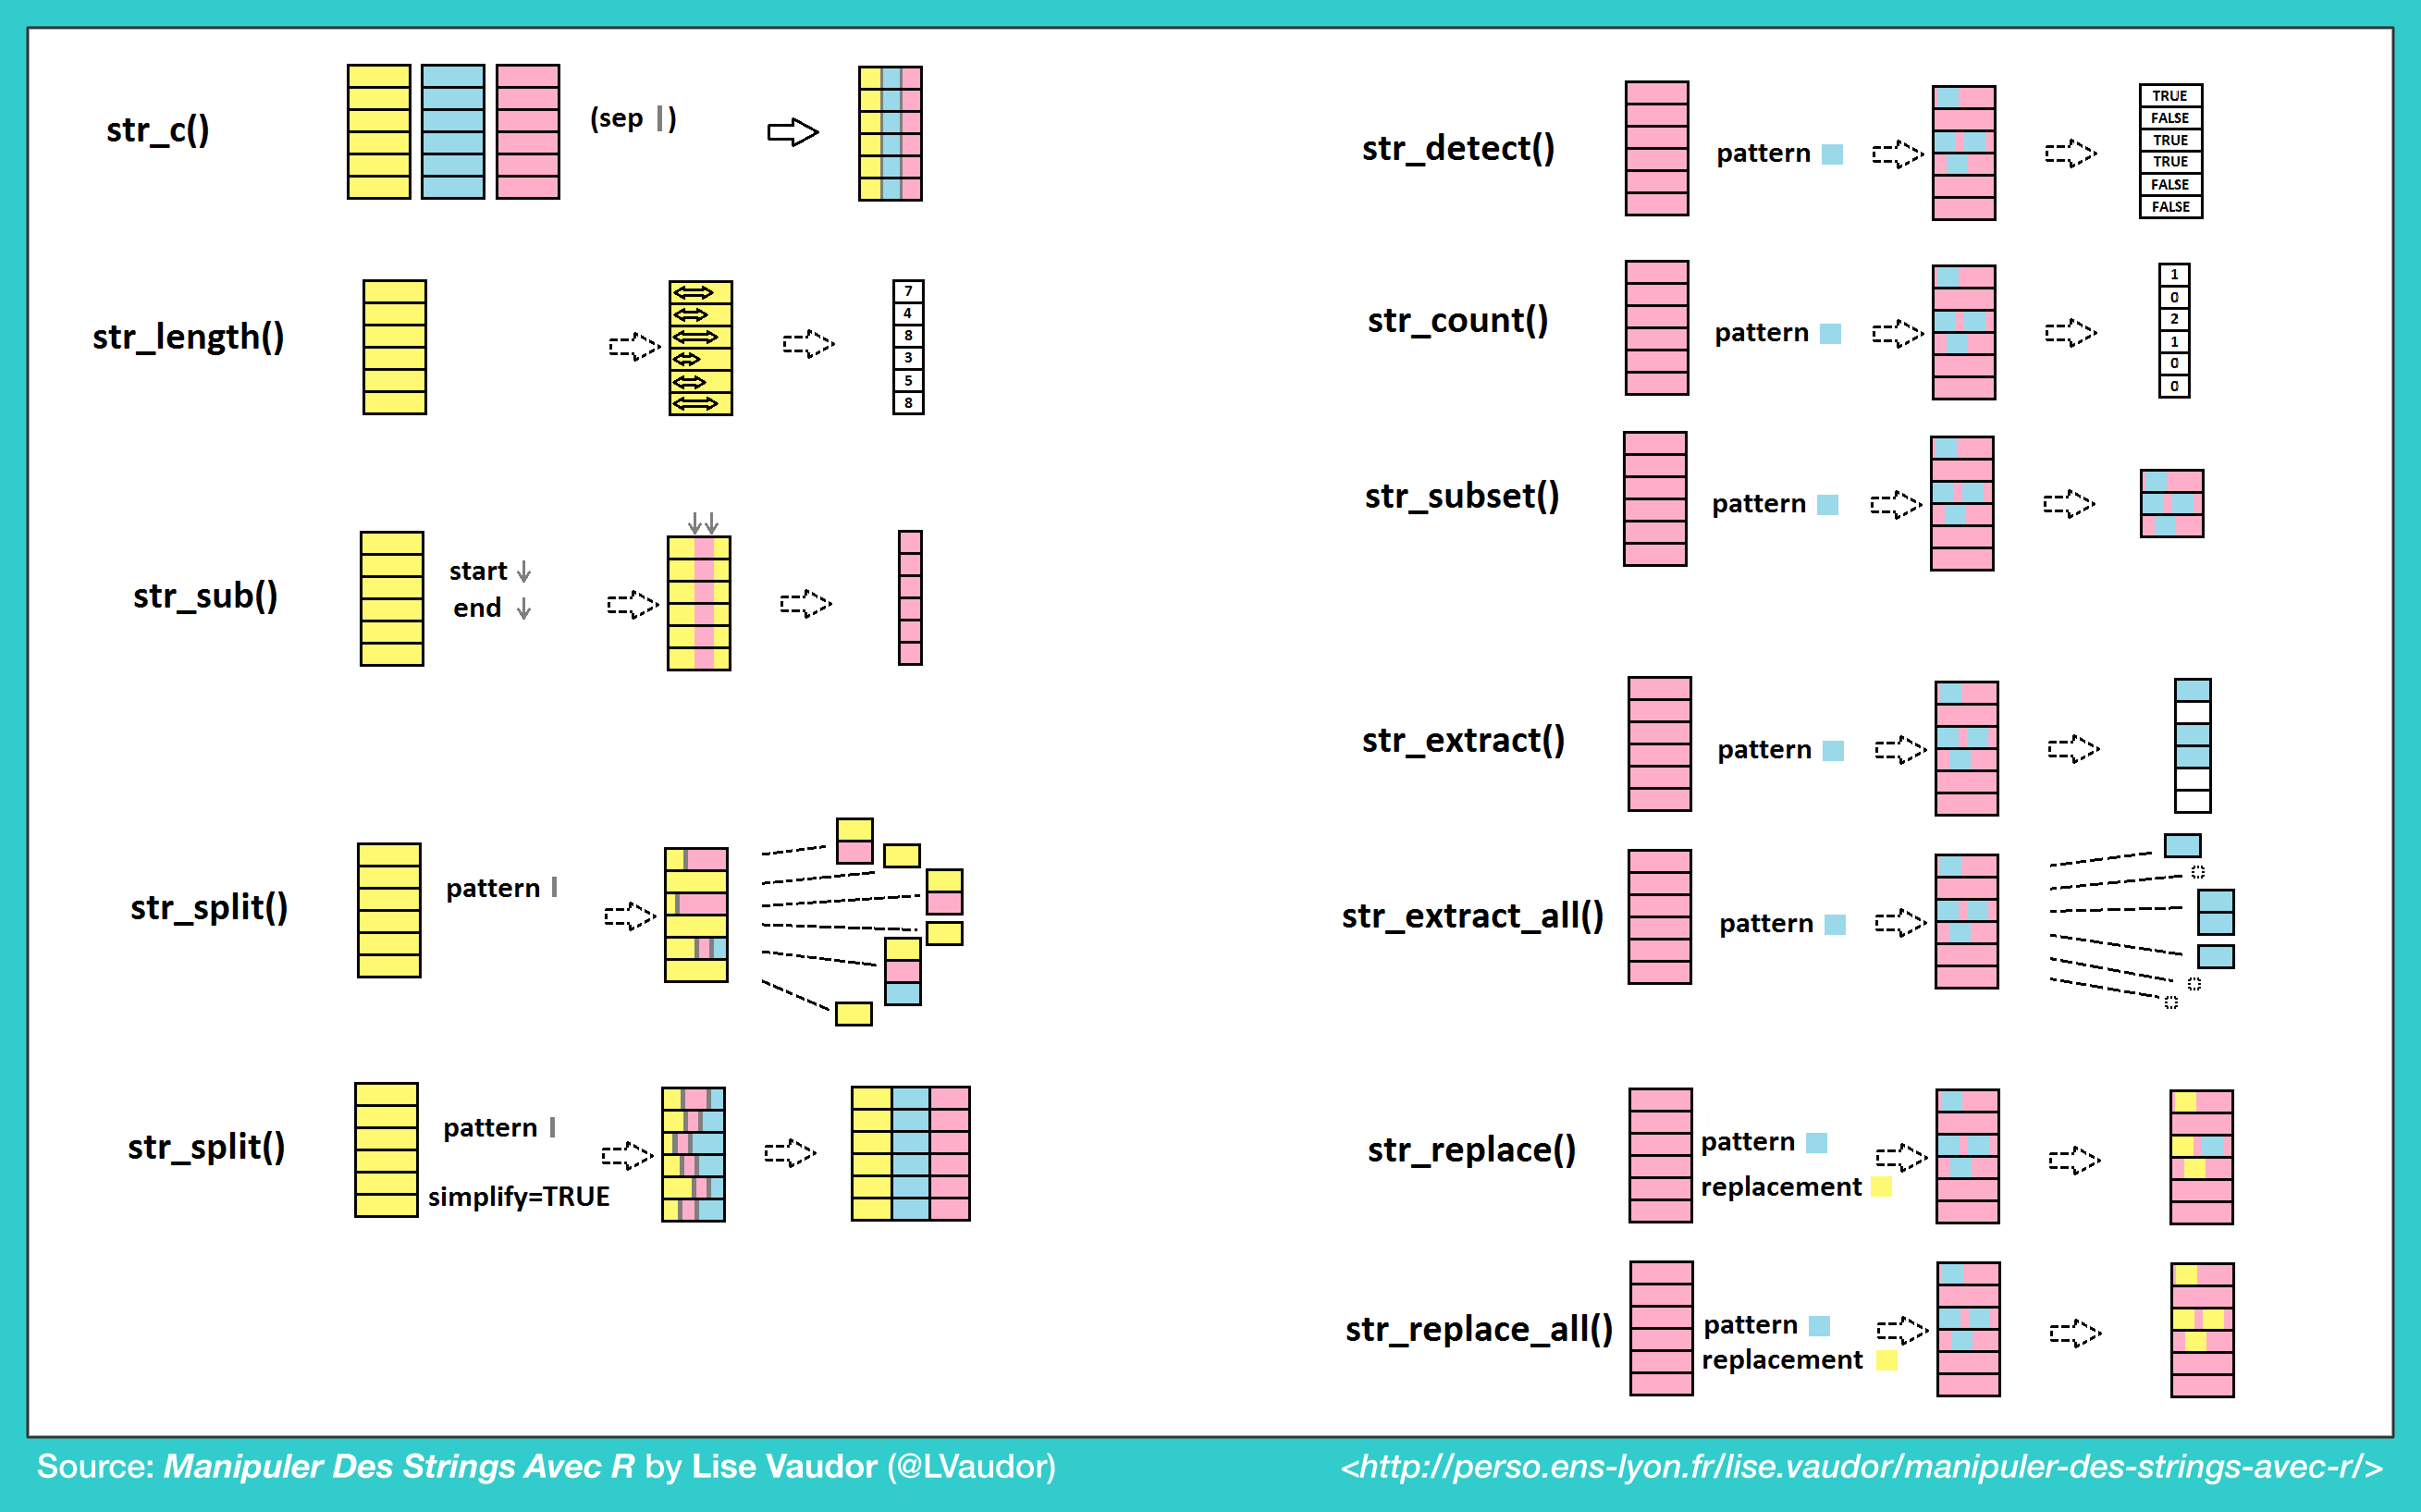 str_c()
(sep |)
str_length()
7
4
8
3
5
8
str_sub()
start ↓
end ↓
str_split()
pattern |
str_split()
pattern |
simplify=TRUE
str_detect()
pattern
TRUE
FALSE
TRUE
TRUE
FALSE
FALSE
str_count()
pattern
1
0
2
1
0
0
str_subset()
pattern
str_extract()
pattern
str_extract_all()
pattern
str_replace()
pattern
replacement
str_replace_all()
pattern
replacement
Source: Manipuler Des Strings Avec R by Lise Vaudor (@LVaudor)
<http://perso.ens-lyon.fr/lise.vaudor/manipuler-des-strings-avec-r/>